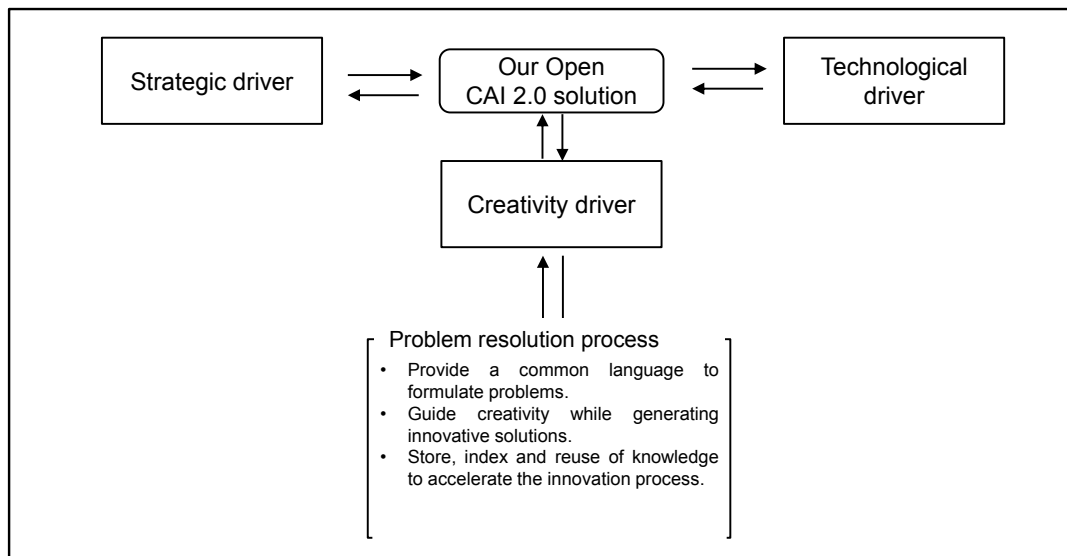 Strategic driver
Our Open
CAI 2.0 solution
Technological
driver
Creativity driver
Problem resolution process
• Provide a common language to
formulate problems.
• Guide creativity while generating
innovative solutions.
• Store, index and reuse of knowledge
to accelerate the innovation process.